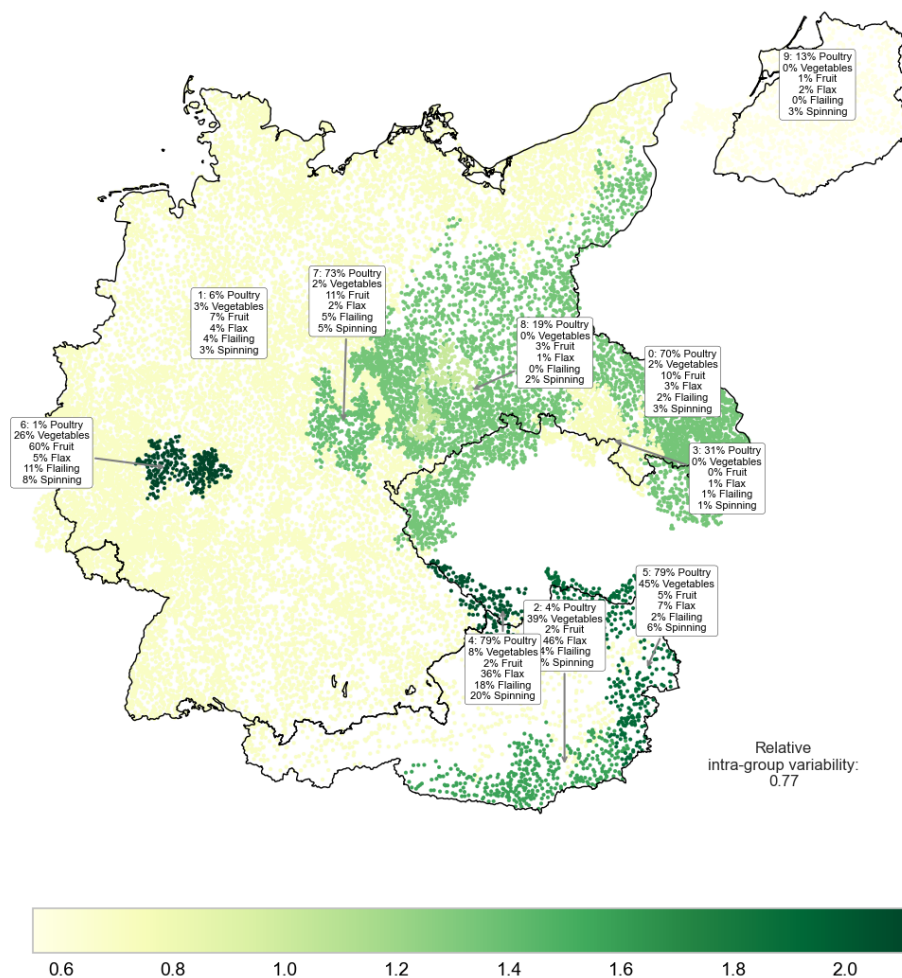 9: 13% Poultry
0% Vegetables
1% Fruit
2% Flax
0% Flailing
3% Spinning
7: 73% Poultry
2% Vegetables
11% Fruit
2% Flax
5% Flailing
5% Spinning
1: 6% Poultry
3% Vegetables
7% Fruit
4% Flax
4% Flailing
3% Spinning
8: 19% Poultry
0% Vegetables
3% Fruit
1% Flax
0% Flailing
2% Spinning
0: 70% Poultry
2% Vegetables
10% Fruit
3% Flax
2% Flailing
3% Spinning
6: 1% Poultry
26% Vegetables
60% Fruit
5% Flax
11% Flailing
8% Spinning
3: 31% Poultry
0% Vegetables
0% Fruit
1% Flax
1% Flailing
1% Spinning
5: 79% Poultry
45% Vegetables
5% Fruit
7% Flax
2% Flailing
6% Spinning
2: 4% Poultry
39% Vegetables
2% Fruit
46% Flax
4% Flailing
% Spinning
4: 79% Poultry
8% Vegetables
2% Fruit
36% Flax
18% Flailing
20% Spinning
Relative
intra-group variability:
0.77
0.6 0.8 1.0 1.2 1.4 1.6 1.8 2.0